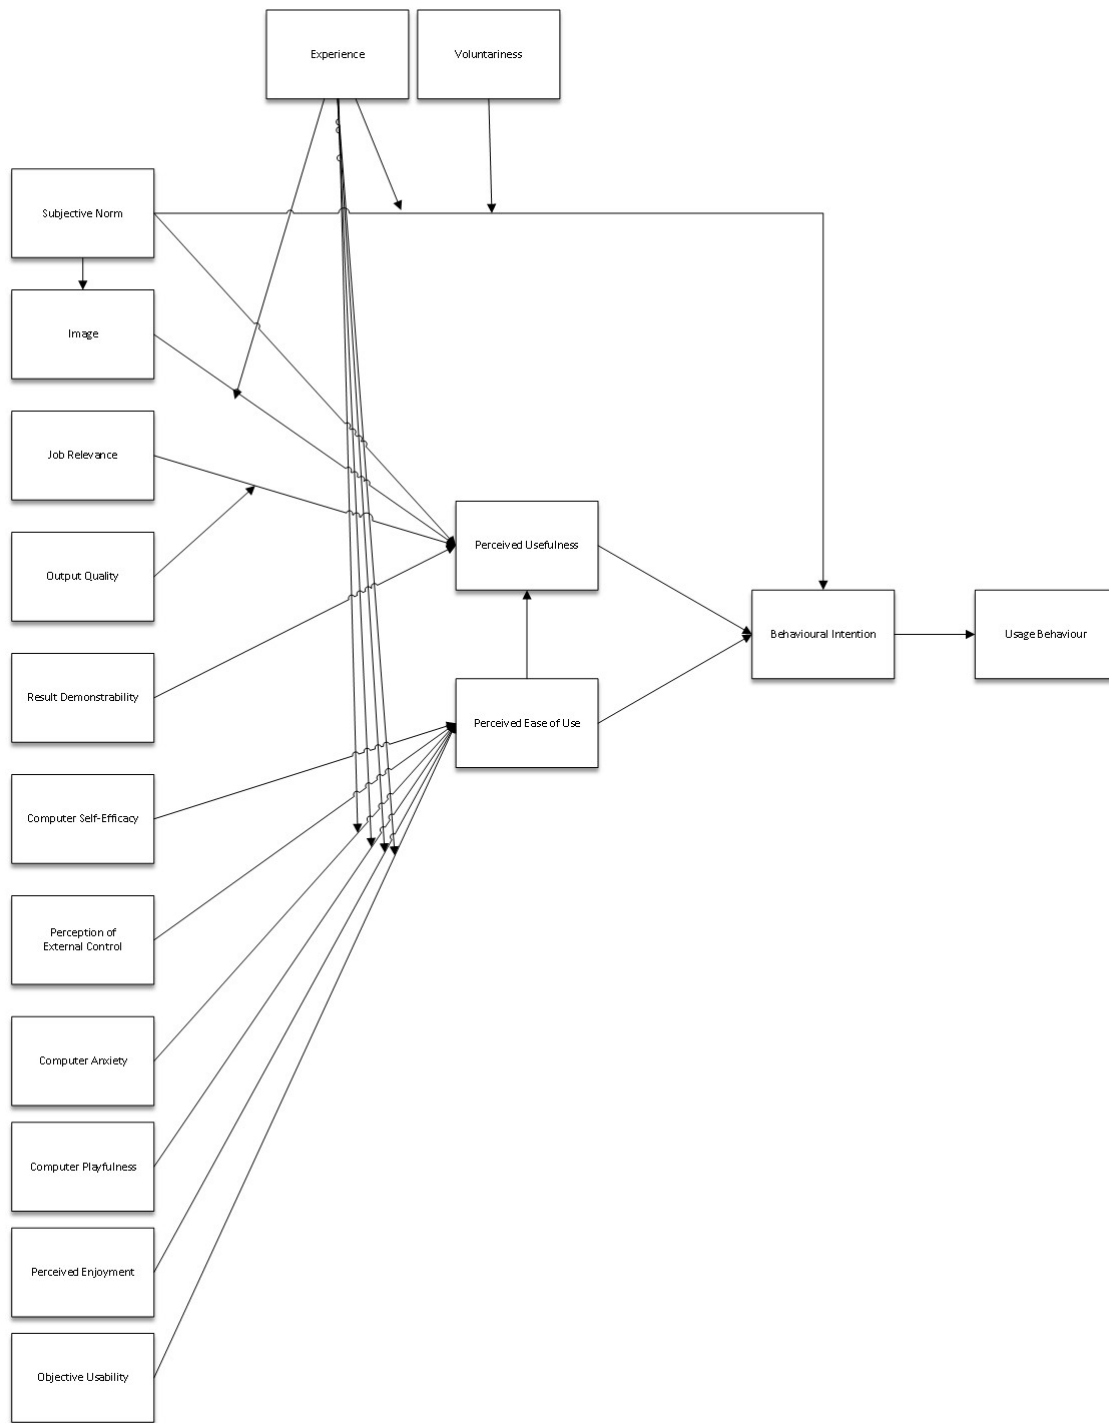 Experience
Voluntariness
Subjective Norm
Image
Job Relevance
Output Quality
Perceived Usefulness
Behavioural Intention
Usage Behaviour
Result Demonstrability
Perceived Ease of Use
Computer Self-Efficacy
Perception of
External Control
Computer Anxiety
Computer Playfulness
Perceived Enjoyment
Objective Usability